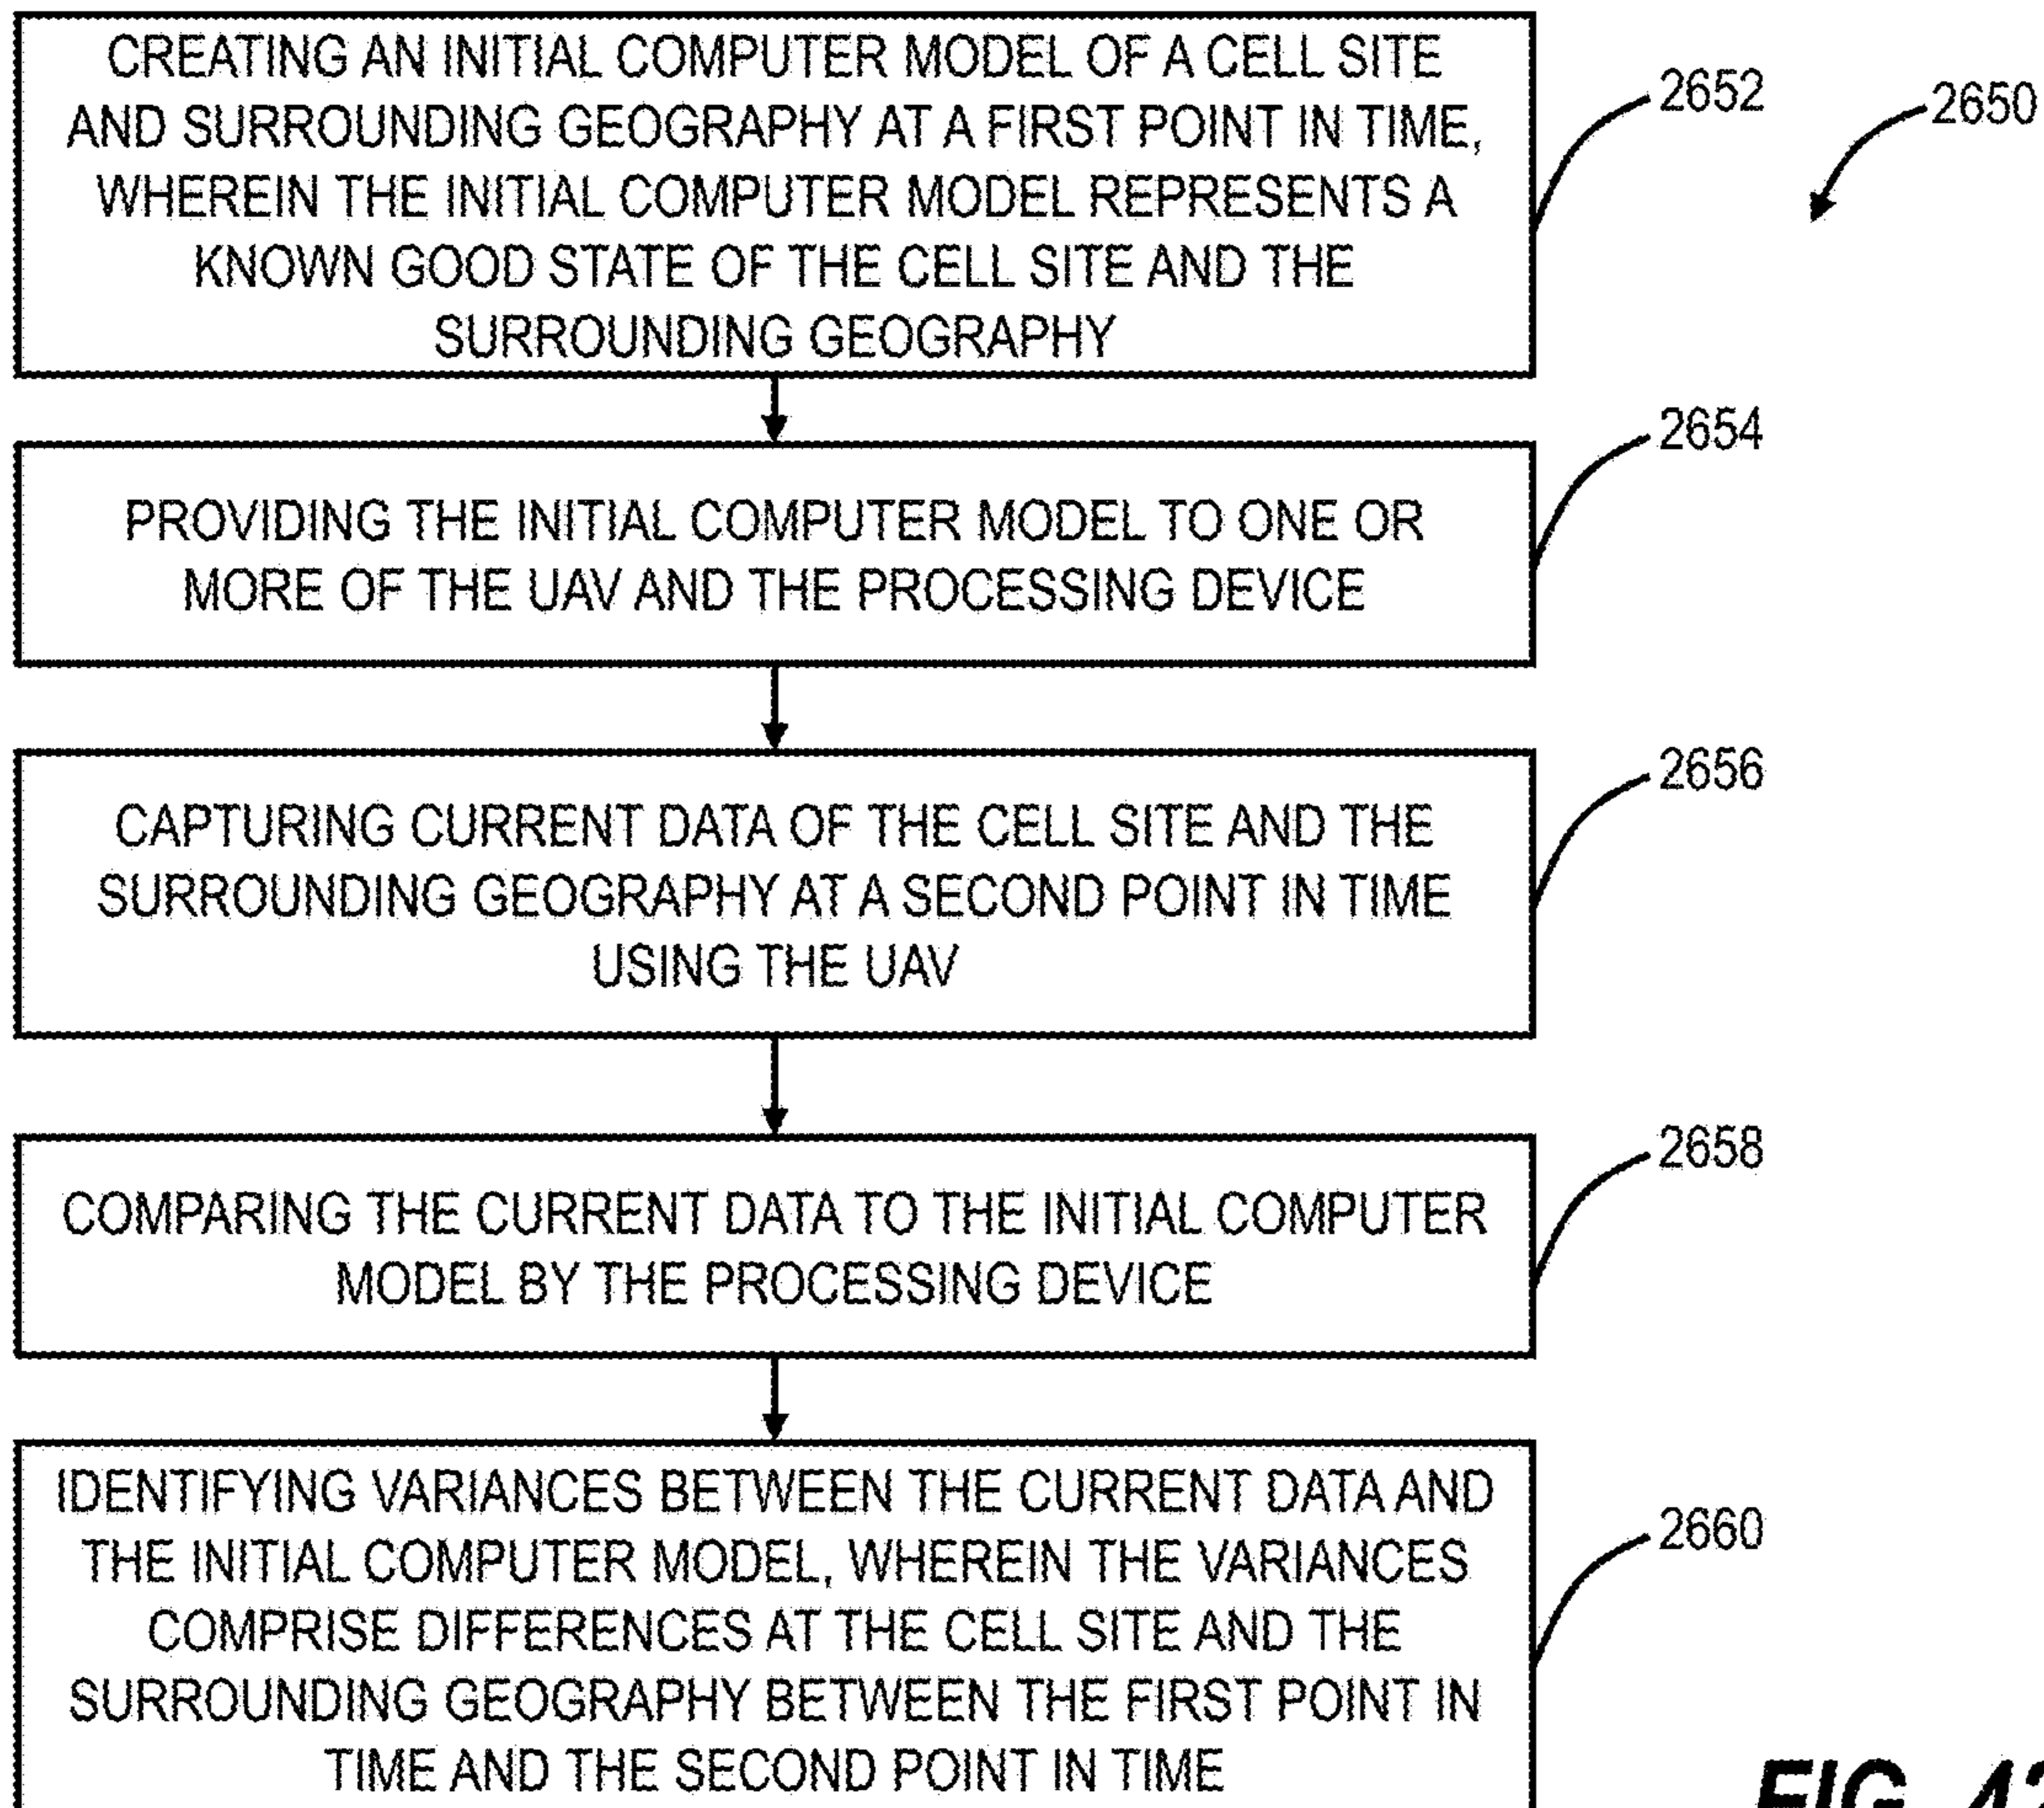 CREATING AN INITIAL COMPUTER MODEL OF A CELL SITE
AND SURROUNDING GEOGRAPHY AT A FIRST POINT IN TIME,
WHEREIN THE INITIAL COMPUTER MODEL REPRESENTS A
KNOWN GOOD STATE OF THE CELL SITE AND THE
SURROUNDING GEOGRAPHY
2652
2650
PROVIDING THE INITIAL COMPUTER MODEL TO ONE OR
MORE OF THE UAV AND THE PROCESSING DEVICE
2654
CAPTURING CURRENT DATA OF THE CELL SITE AND THE
SURROUNDING GEOGRAPHY AT A SECOND POINT IN TIME
USING THE UAV
2656
COMPARING THE CURRENT DATA TO THE INITIAL COMPUTER
MODEL BY THE PROCESSING DEVICE
2658
IDENTIFYING VARIANCES BETWEEN THE CURRENT DATA AND
THE INITIAL COMPUTER MODEL, WHEREIN THE VARIANCES
COMPRISE DIFFERENCES AT THE CELL SITE AND THE
SURROUNDING GEOGRAPHY BETWEEN THE FIRST POINT IN
TIME AND THE SECOND POINT IN TIME
2660
FIG.